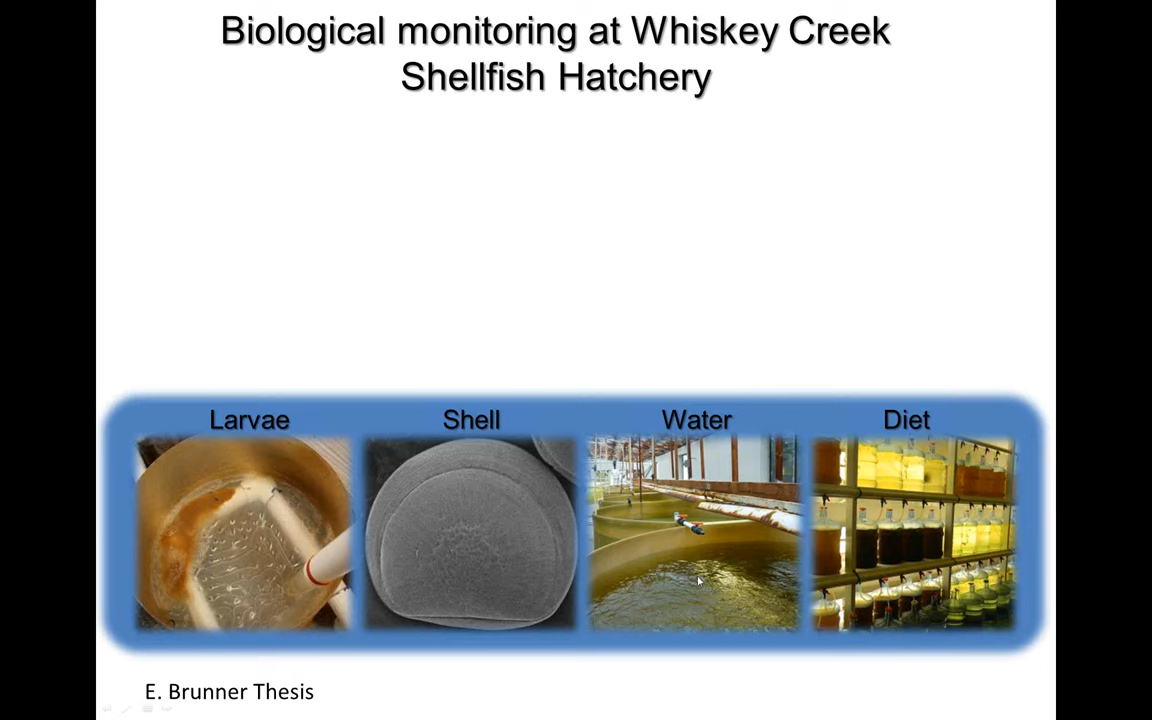 Biological monitoring at Whiskey Creek
Shellfish Hatchery
Larvae
Shell
Water
Diet
E. Brunner Thesis